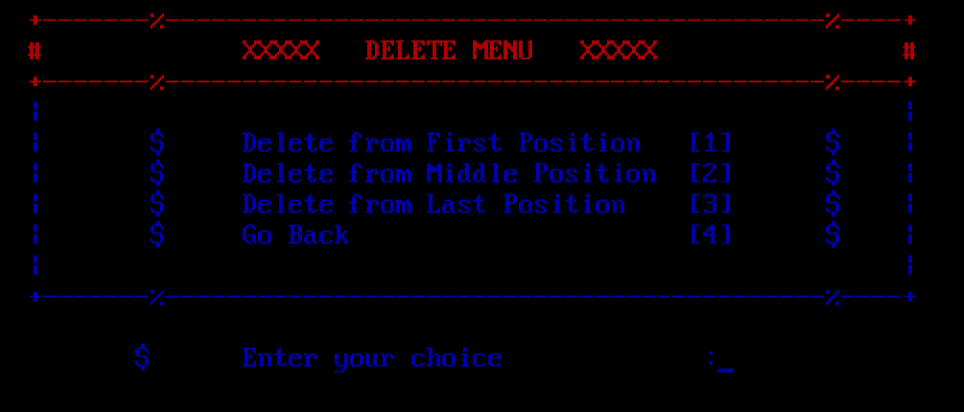 +-------%-------------------------------------------%----+
# XXXXX DELETE MENU XXXXX #
+-------%-------------------------------------------%----+
¦ ¦
¦ $ Delete from First Position [1] $ ¦
¦ $ Delete from Middle Position [2] $ ¦
¦ $ Delete from Last Position [3] $ ¦
¦ $ Go Back [4] $ ¦
¦ ¦
+-------%-------------------------------------------%----+
$ Enter your choice :_